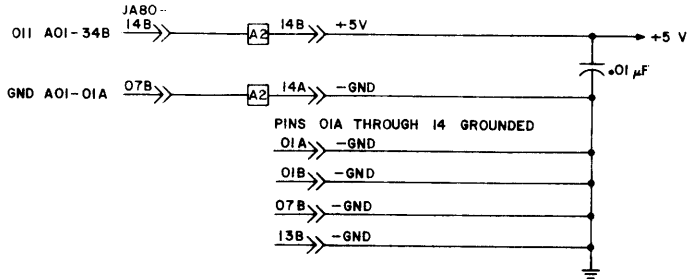 JA80-
OII A01-34B 14B A2 14B +5V +5 V
.01 µF
GND A01-01A 07B A2 14A -GND
PINS 01A THROUGH 14 GROUNDED
01A -GND
01B -GND
07B -GND
13B -GND